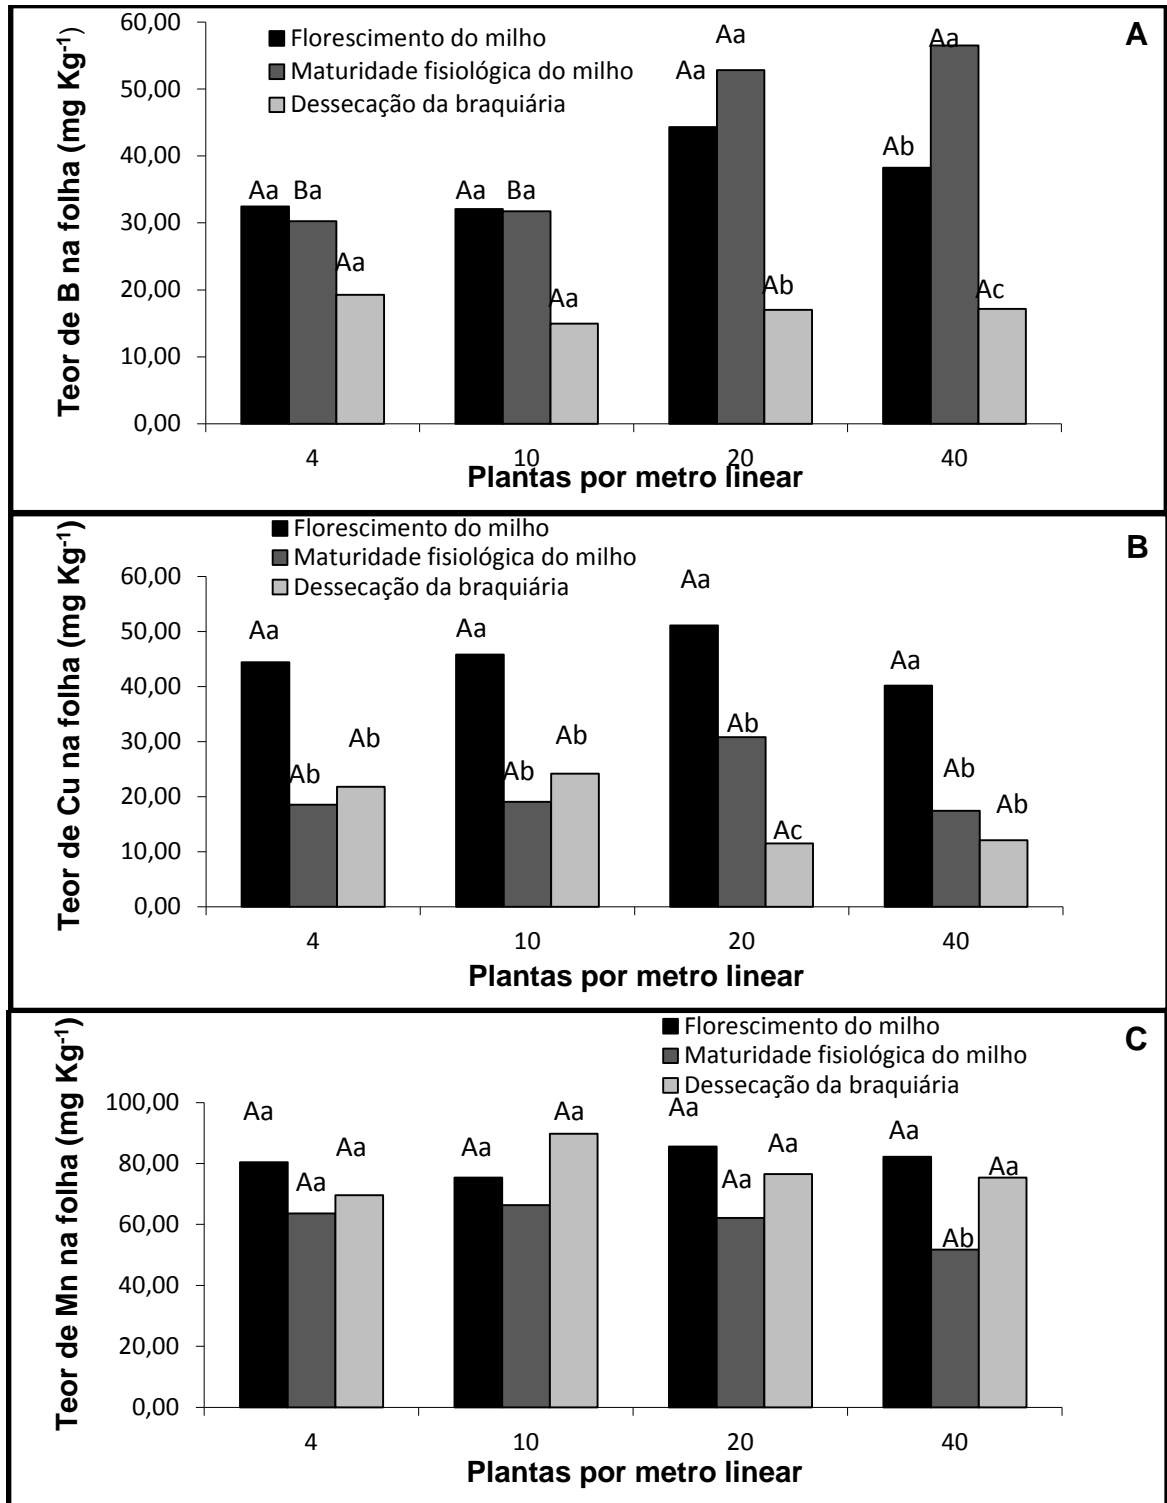 A
Teor de B na folha (mg Kg-1)
60,00
50,00
40,00
30,00
20,00
10,00
0,00
Florescimento do milho
Maturidade fisiológica do milho
Dessecação da braquiária
Aa Ba Aa
Aa Ba Aa
Aa Aa Ab
Ab Aa Ac
4 10 20 40
Plantas por metro linear
B
Florescimento do milho
Maturidade fisiológica do milho
Dessecação da braquiária
Teor de Cu na folha (mg Kg-1)
60,00
50,00
40,00
30,00
20,00
10,00
0,00
Aa Ab Ab
Aa Ab Ab
Aa Ab Ac
Aa Ab Ab
4 10 20 40
Plantas por metro linear
C
Florescimento do milho
Maturidade fisiológica do milho
Dessecação da braquiária
Teor de Mn na folha (mg Kg-1)
100,00
80,00
60,00
40,00
20,00
0,00
Aa Aa Aa
Aa Aa
Aa Aa Aa
Aa Ab Aa
4 10 20 40
Plantas por metro linear